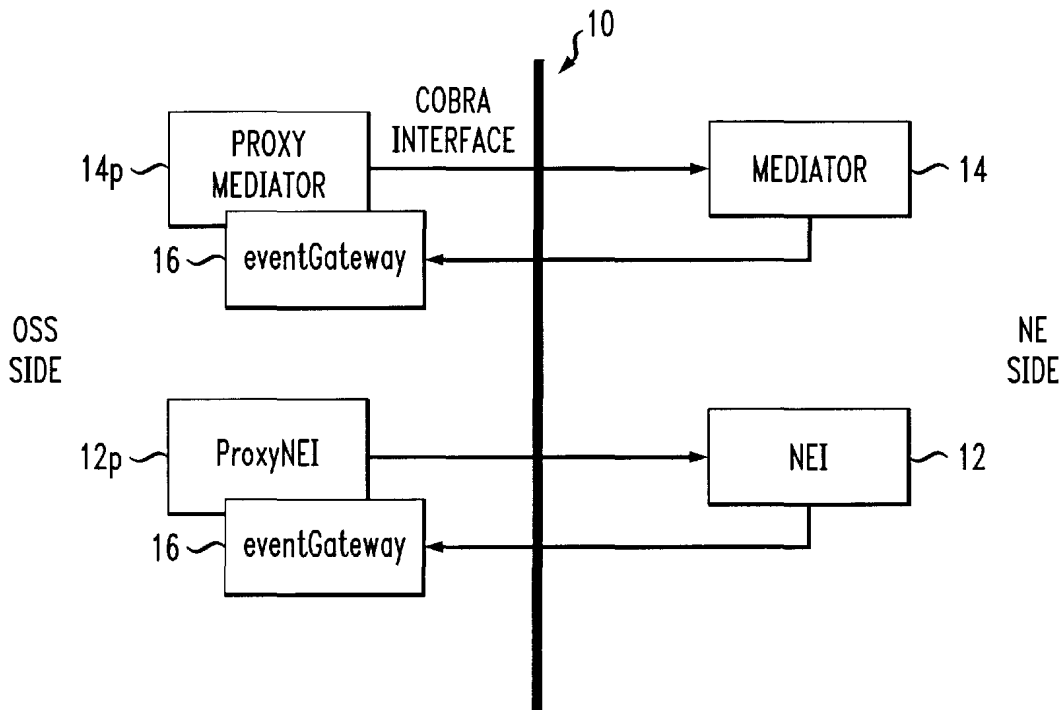 10
COBRA
INTERFACE
14p
PROXY
MEDIATOR
MEDIATOR
14
16
eventGateway
OSS
SIDE
NE
SIDE
12p
ProxyNEI
NEI
12
16
eventGateway